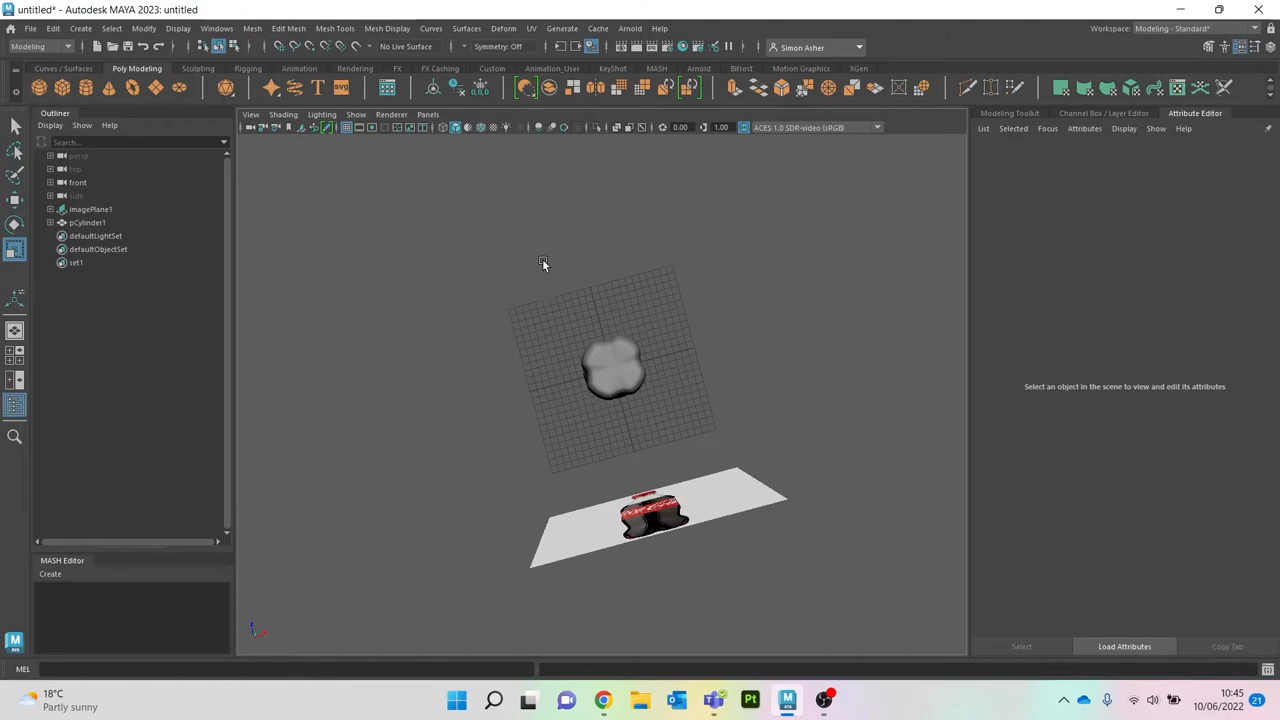 untitled* - Autodesk MAYA 2023: untitled
File Edit Create Select Modify Display Windows Mesh Edit Mesh Mesh Tools Mesh Display Curves Surfaces Deform UV Generate Cache Arnold Help
Workspace: Modeling - Standard*
Modeling
No Live Surface
Symmetry: Off
Simon Asher
Curves / Surfaces Poly Modeling Sculpting Rigging Animation Rendering FX FX Caching Custom Animation_User KeyShot MASH Arnold Bifrost Motion Graphics XGen
Outliner
Display Show Help
Search...
persp
top
front
side
imagePlane1
pCylinder1
defaultLightSet
defaultObjectSet
set1
MASH Editor
Create
View Shading Lighting Show Renderer Panels
0.00
1.00
ACES 1.0 SDR-video (sRGB)
Modeling Toolkit Channel Box / Layer Editor Attribute Editor
List Selected Focus Attributes Display Show Help
Select an object in the scene to view and edit its attributes
Select Load Attributes Copy Tab
MEL
18°C
Partly sunny
10:45
10/06/2022
21